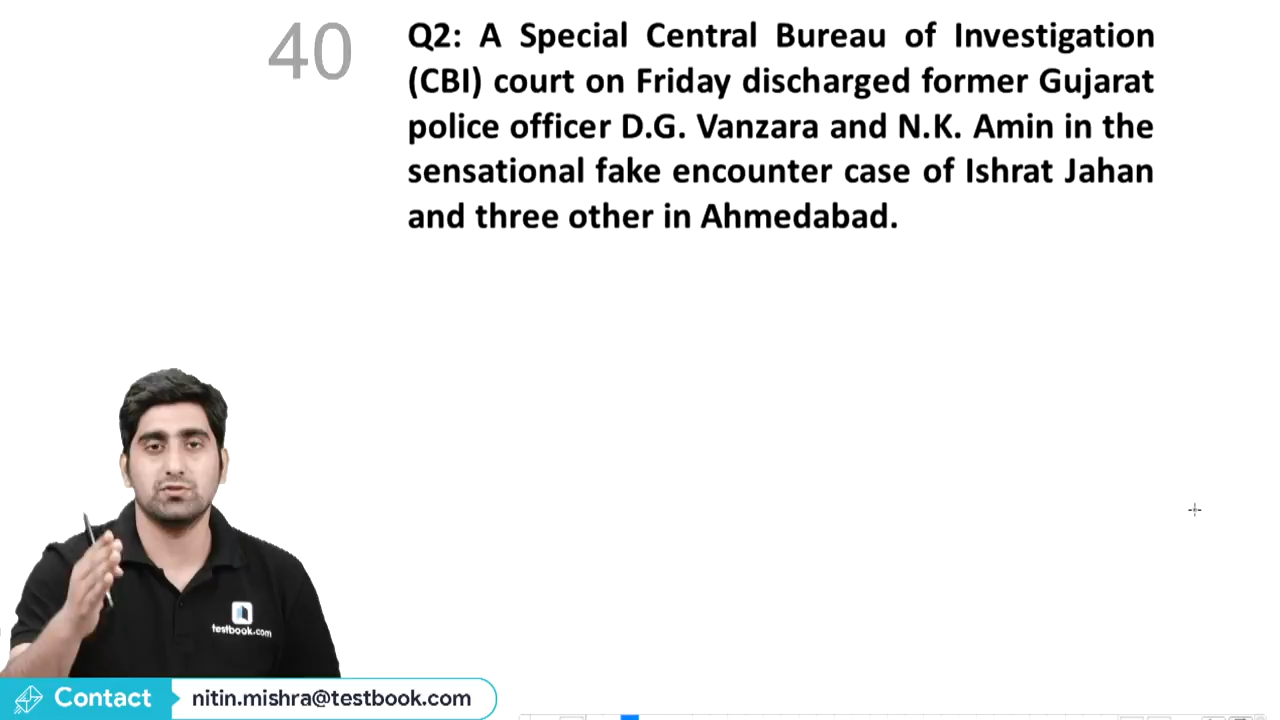 40
Q2: A Special Central Bureau of Investigation
(CBI) court on Friday discharged former Gujarat
police officer D.G. Vanzara and N.K. Amin in the
sensational fake encounter case of Ishrat Jahan
and three other in Ahmedabad.
testbook.com
Contact nitin.mishra@testbook.com